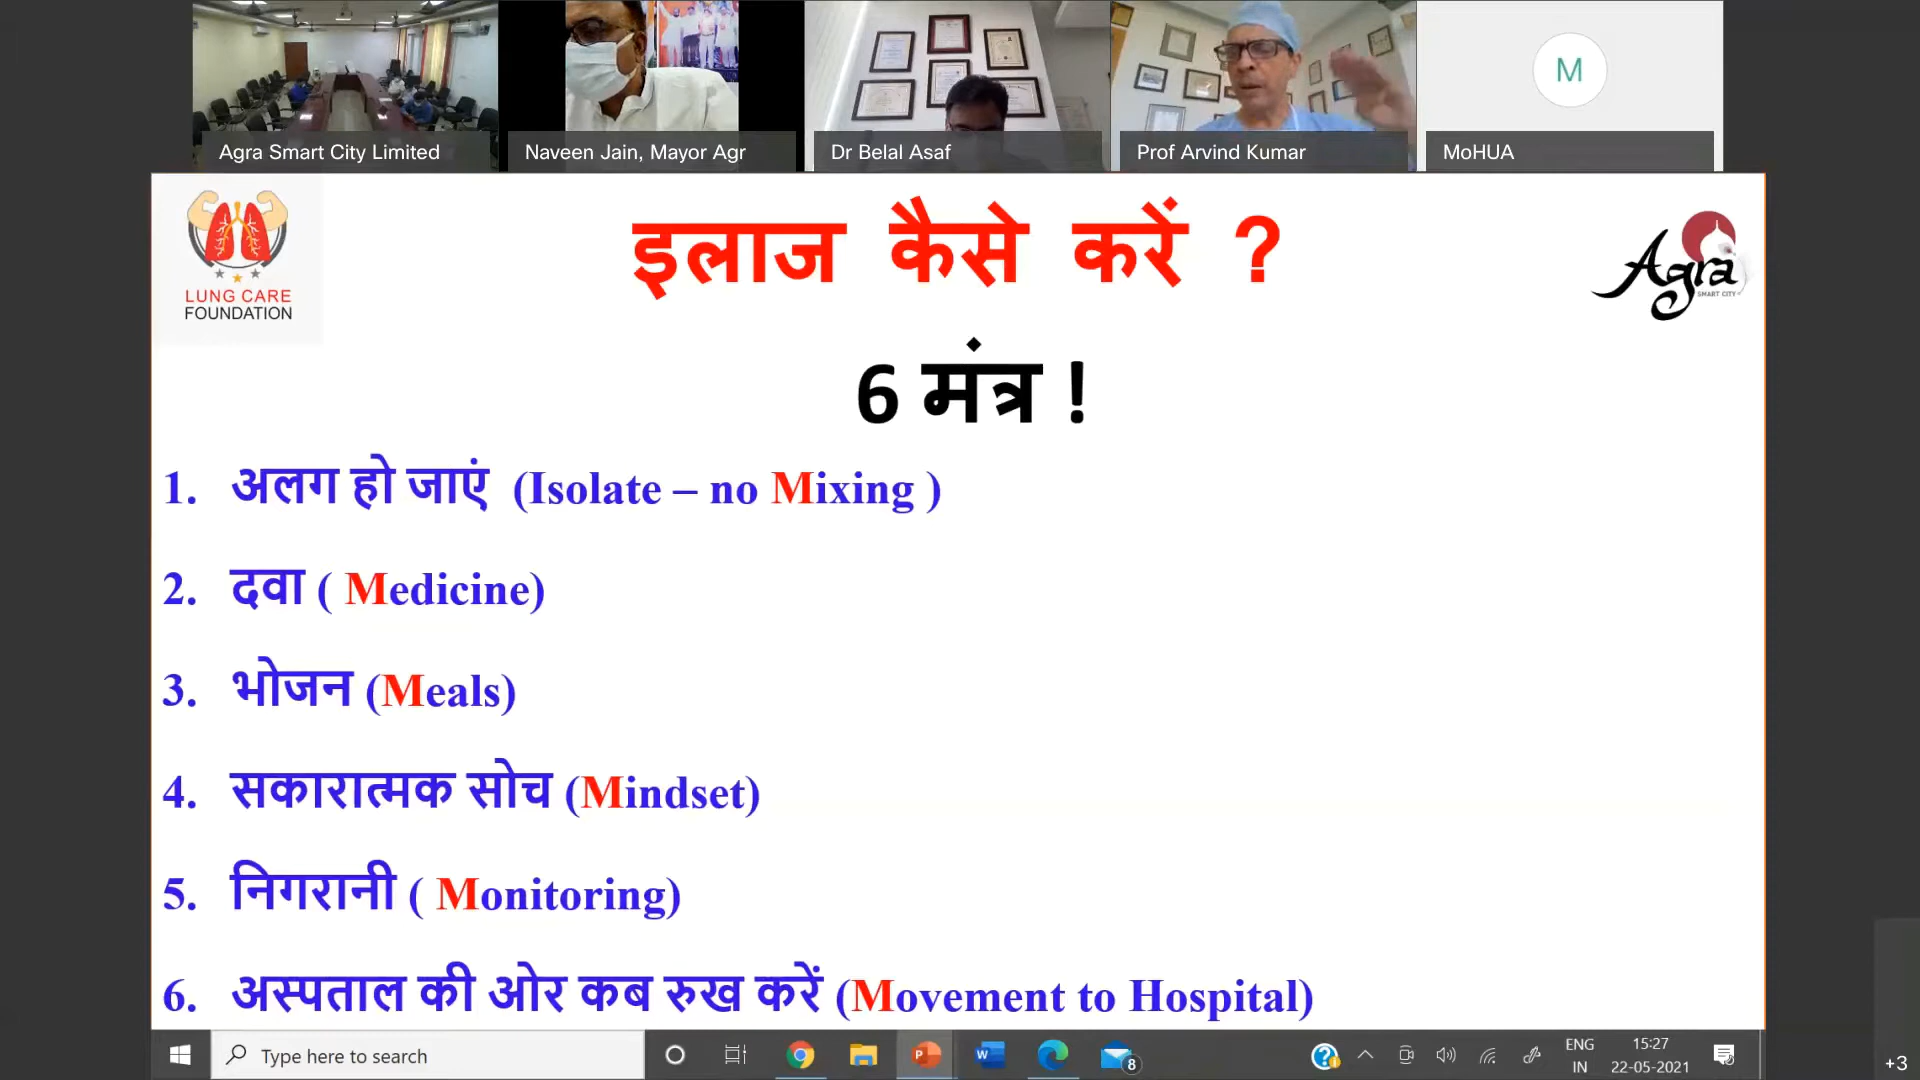 Agra Smart City Limited
Naveen Jain, Mayor Agr
Dr Belal Asaf
Prof Arvind Kumar
M
MoHUA
LUNG CARE
FOUNDATION
इलाज कैसे करें ?
Agra
SMART CITY
6 मंत्र !
1. अलग हो जाएं (Isolate – no Mixing )
2. दवा ( Medicine)
3. भोजन (Meals)
4. सकारात्मक सोच (Mindset)
5. निगरानी ( Monitoring)
6. अस्पताल की ओर कब रुख करें (Movement to Hospital)
Type here to search
8
ENG
IN
15:27
22-05-2021
+3